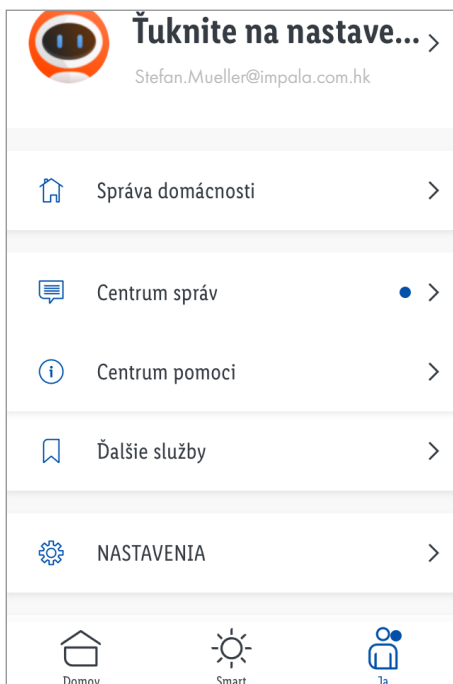 Ťuknite na nastave...
Stefan.Mueller@impala.com.hk
Správa domácnosti
Centrum správ
Centrum pomoci
Ďalšie služby
NASTAVENIA
Domov Smart Ja